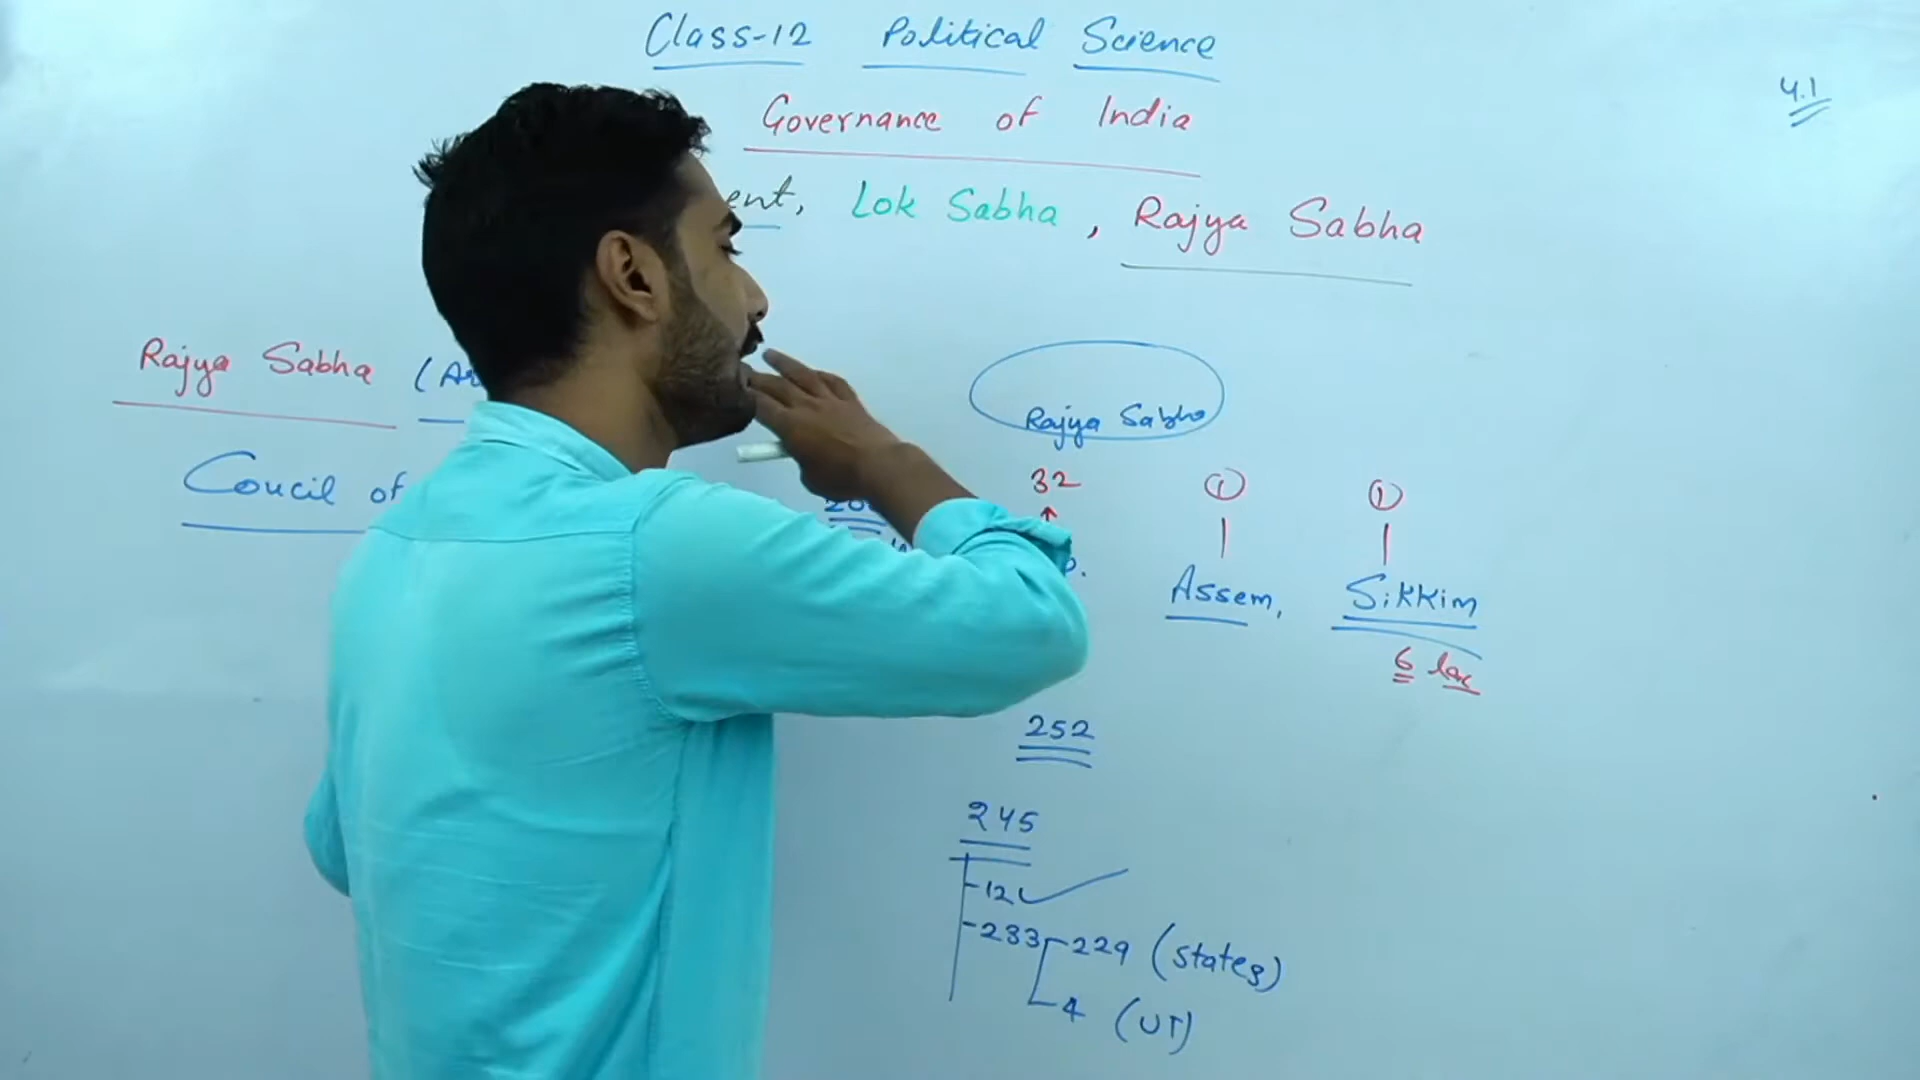 Class-12 Political Science
4.1
Governance of India
ent, Lok Sabha, Rajya Sabha
Rajya Sabha (Ar
Rajya Sabha
Coucil of
32 1 1
Assem, Sikkim
6 lac
252
245
-12
-233 -229 (states)
4 (UT)